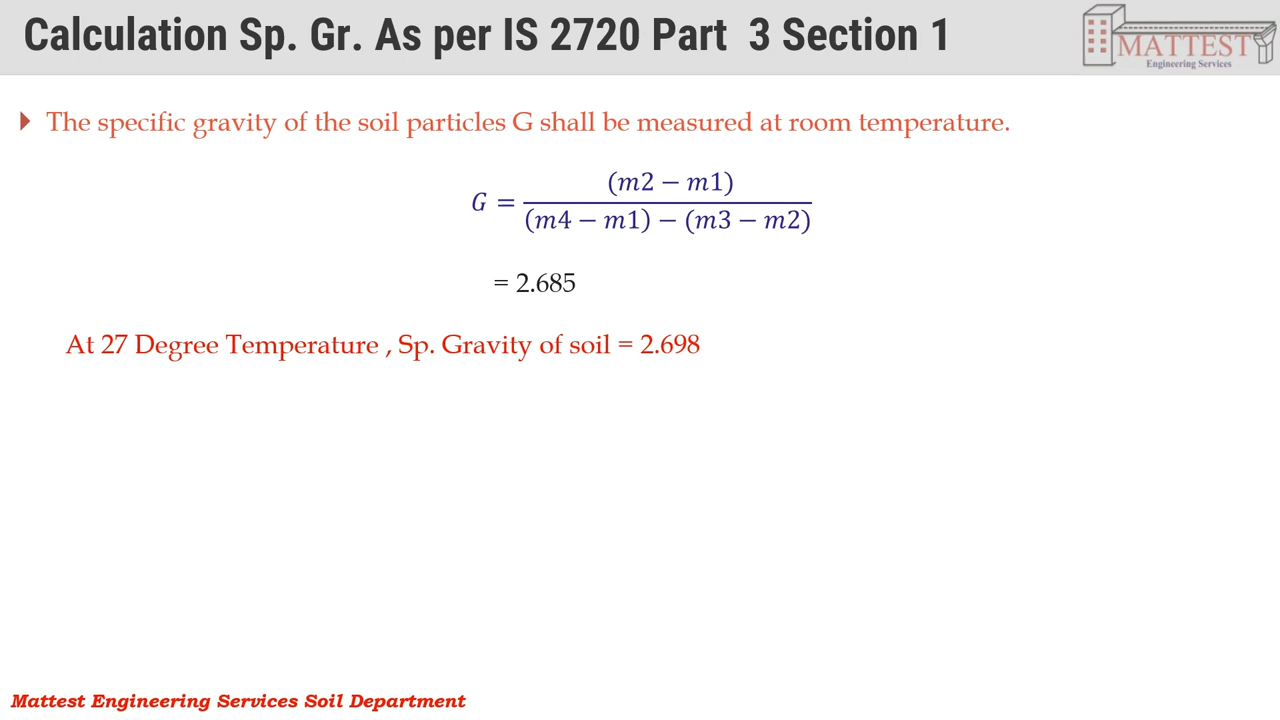 Calculation Sp. Gr. As per IS 2720 Part 3 Section 1
MATTEST
Engineering Services
The specific gravity of the soil particles G shall be measured at room temperature.
G = (m2 − m1) / (m4 − m1) − (m3 − m2)
= 2.685
At 27 Degree Temperature , Sp. Gravity of soil = 2.698
Mattest Engineering Services Soil Department